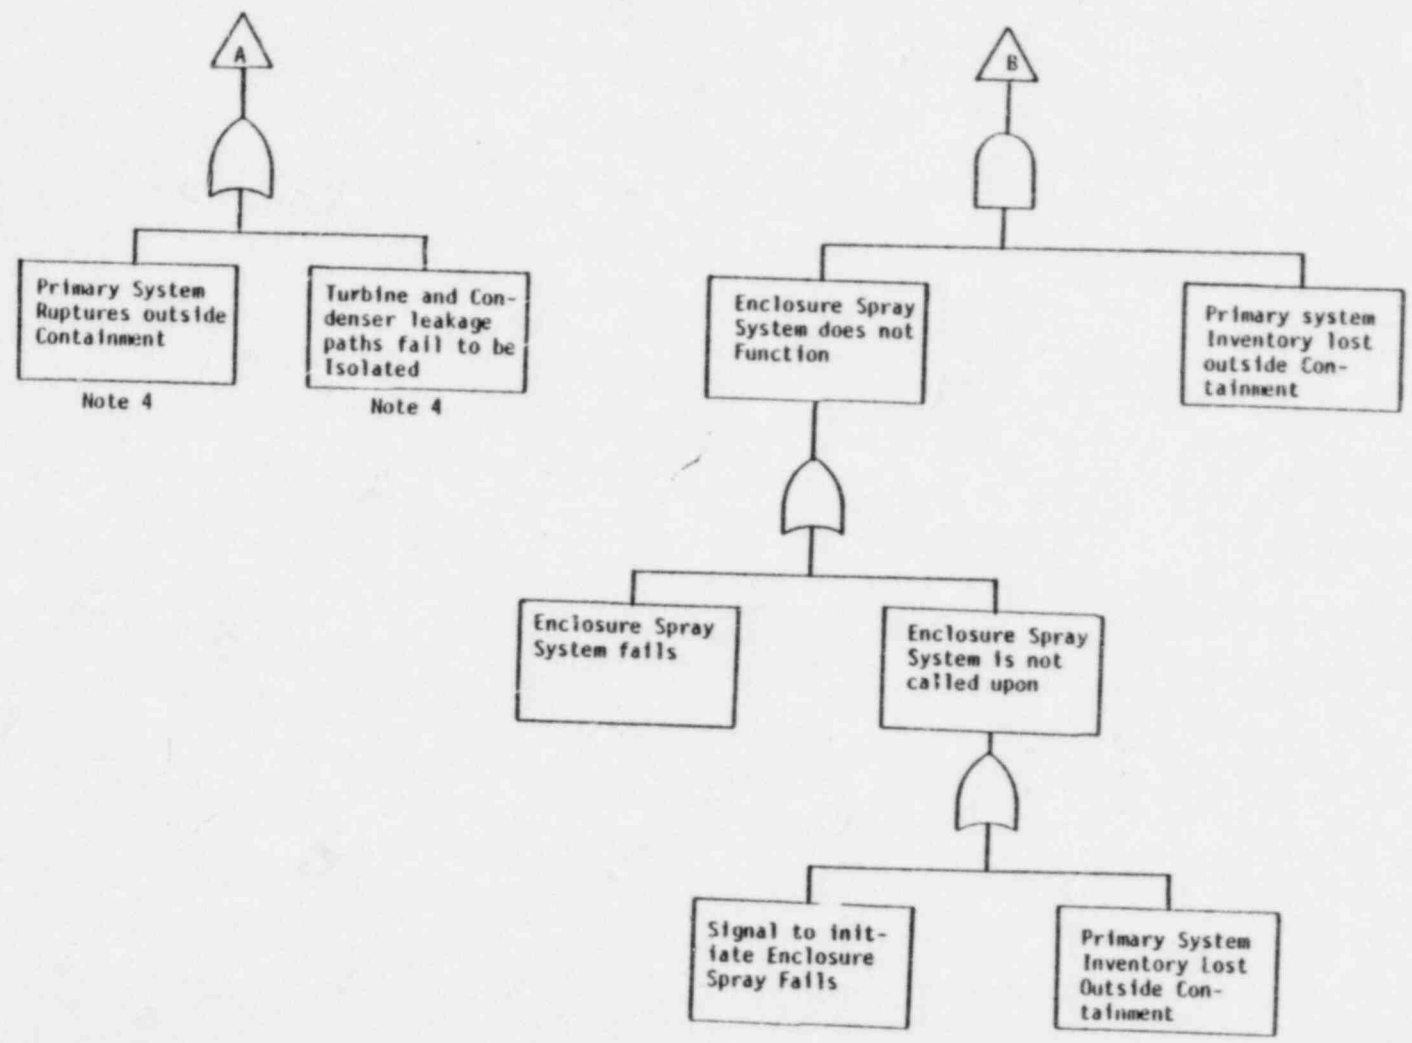 A
B
Primary System
Ruptures outside
Containment
Note 4
Turbine and Con-
denser leakage
paths fail to be
Isolated
Note 4
Enclosure Spray
System does not
Function
Primary system
Inventory lost
outside Con-
tainment
Enclosure Spray
System fails
Enclosure Spray
System is not
called upon
Signal to init-
iate Enclosure
Spray Fails
Primary System
Inventory Lost
Outside Con-
tainment